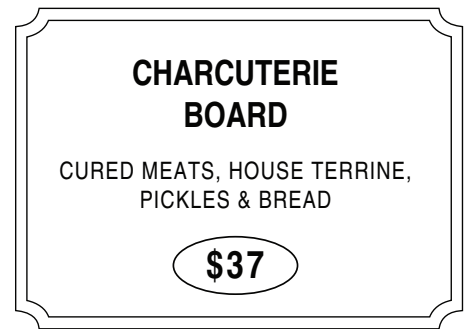 CHARCUTERIE
BOARD
CURED MEATS, HOUSE TERRINE,
PICKLES & BREAD
$37